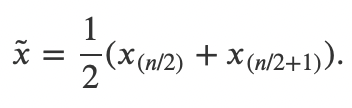 x̃ = 1/2 (x₍ₙ/₂₎ + x₍ₙ/₂₊₁₎).